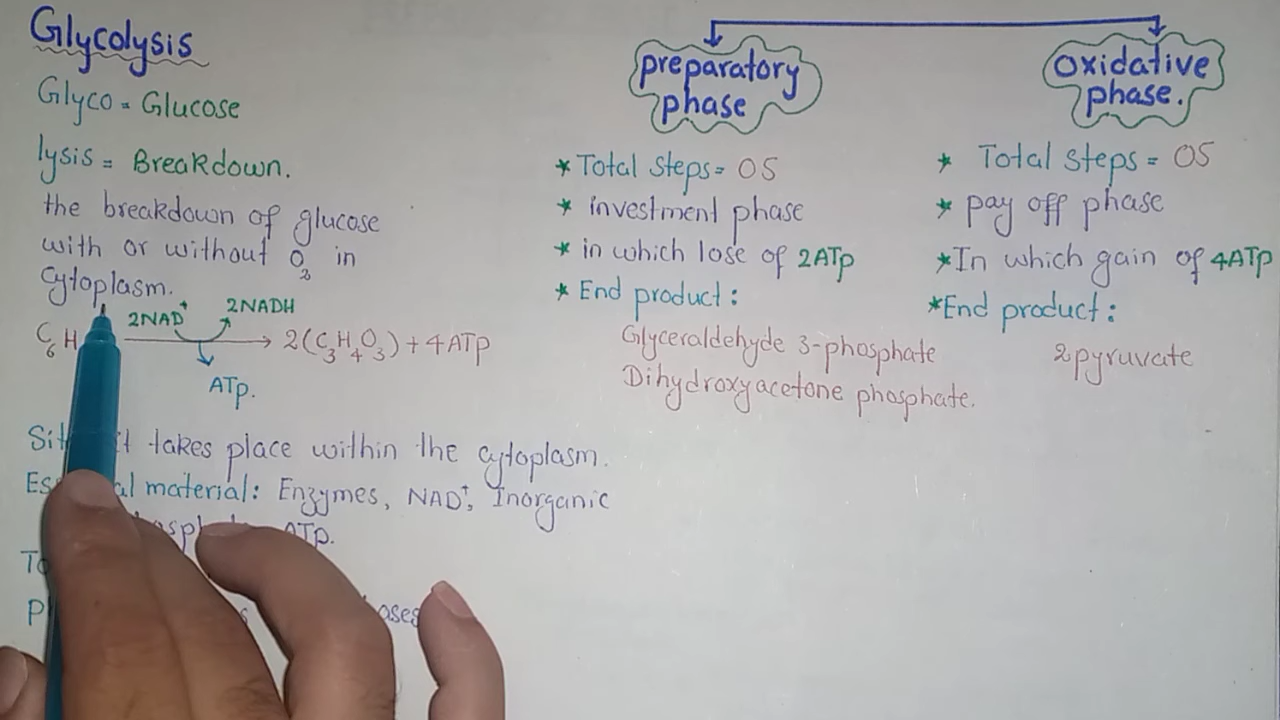 Glycolysis
Glyco = Glucose
lysis = Breakdown.
the breakdown of glucose
with or without O₂ in
cytoplasm.
2NAD⁺ 2NADH
C₆H → 2(C₃H₄O₃) + 4ATP
ATP.
it takes place within the cytoplasm.
material: Enzymes, NAD⁺, Inorganic
ATP.
preparatory
phase
* Total steps = 05
* investment phase
* in which lose of 2ATP
* End product:
Glyceraldehyde 3-phosphate
Dihydroxyacetone phosphate.
oxidative
phase.
* Total steps = 05
* pay off phase
* In which gain of 4ATP
* End product:
2pyruvate